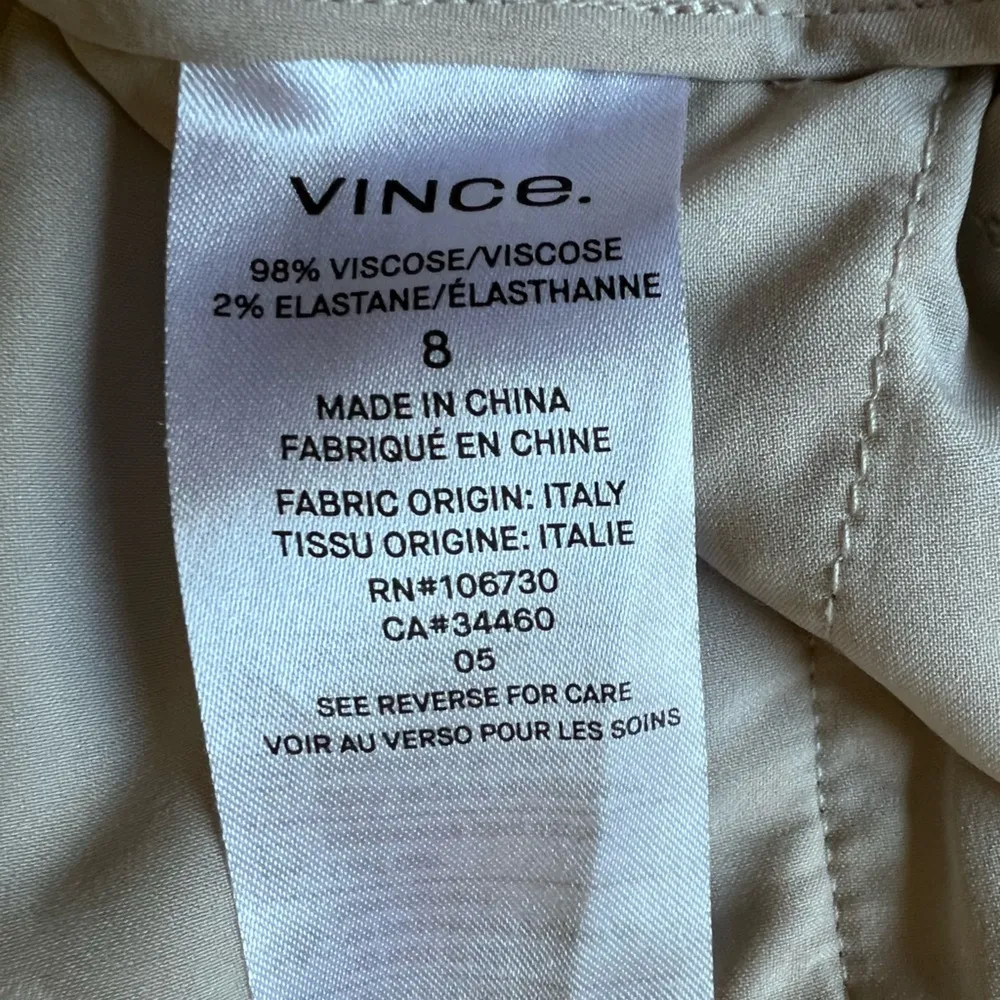 VINCe.
98% VISCOSE/VISCOSE
2% ELASTANE/ÉLASTHANNE
8
MADE IN CHINA
FABRIQUÉ EN CHINE
FABRIC ORIGIN: ITALY
TISSU ORIGINE: ITALIE
RN#106730
CA#34460
05
SEE REVERSE FOR CARE
VOIR AU VERSO POUR LES SOINS